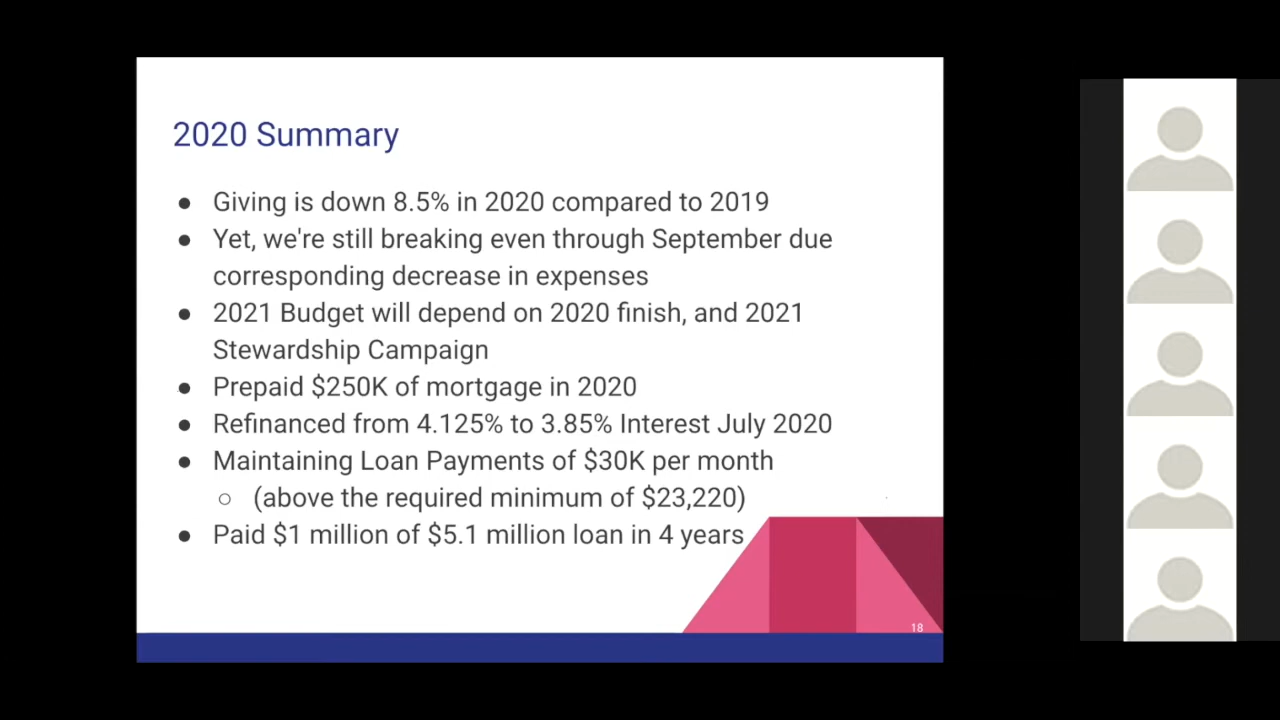 2020 Summary
● Giving is down 8.5% in 2020 compared to 2019
● Yet, we're still breaking even through September due
corresponding decrease in expenses
● 2021 Budget will depend on 2020 finish, and 2021
Stewardship Campaign
● Prepaid $250K of mortgage in 2020
● Refinanced from 4.125% to 3.85% Interest July 2020
● Maintaining Loan Payments of $30K per month
○ (above the required minimum of $23,220)
● Paid $1 million of $5.1 million loan in 4 years
18